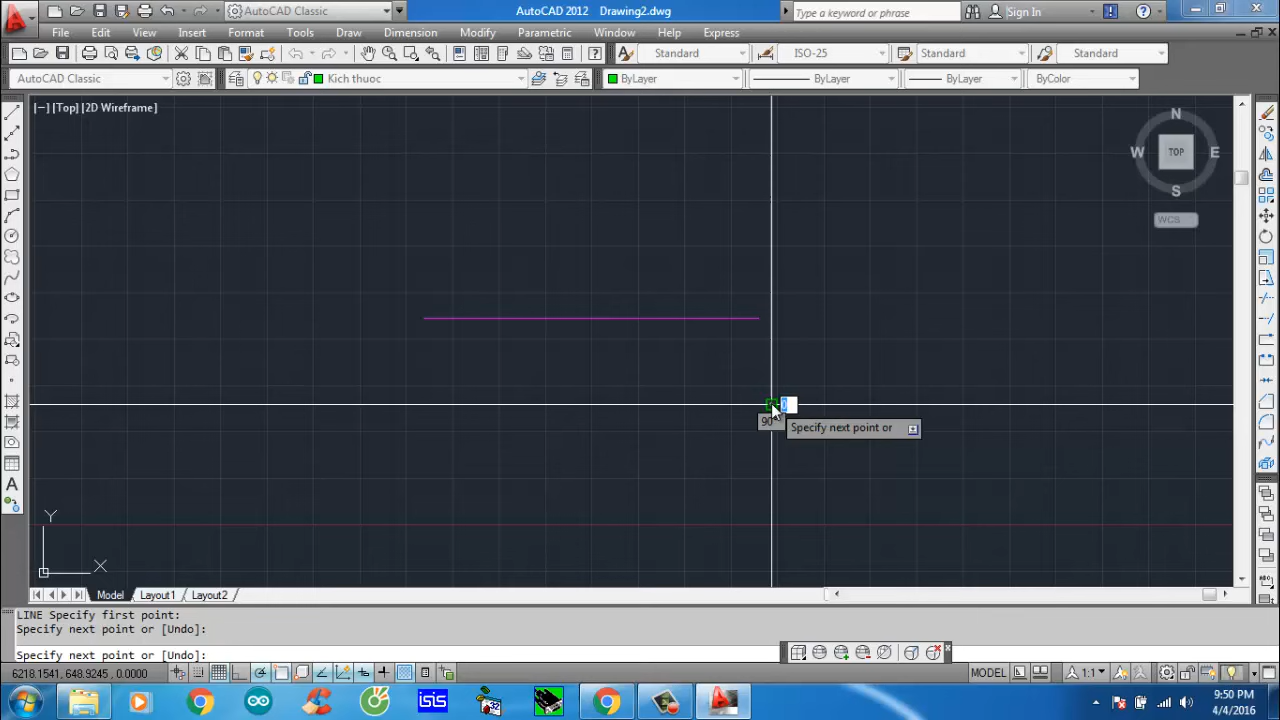 AutoCAD Classic
AutoCAD 2012 Drawing2.dwg
Type a keyword or phrase
Sign In
File Edit View Insert Format Tools Draw Dimension Modify Parametric Window Help Express
Standard
ISO-25
Standard
Standard
AutoCAD Classic
Kich thuoc
ByLayer
ByLayer
ByLayer
ByColor
[−] [Top] [2D Wireframe]
N
W TOP E
S
WCS
0
90°
Specify next point or
Y
X
Model Layout1 Layout2
LINE Specify first point:
Specify next point or [Undo]:
Specify next point or [Undo]:
6218.1541, 648.9245, 0.0000
MODEL
1:1
isis
9:50 PM
4/4/2016